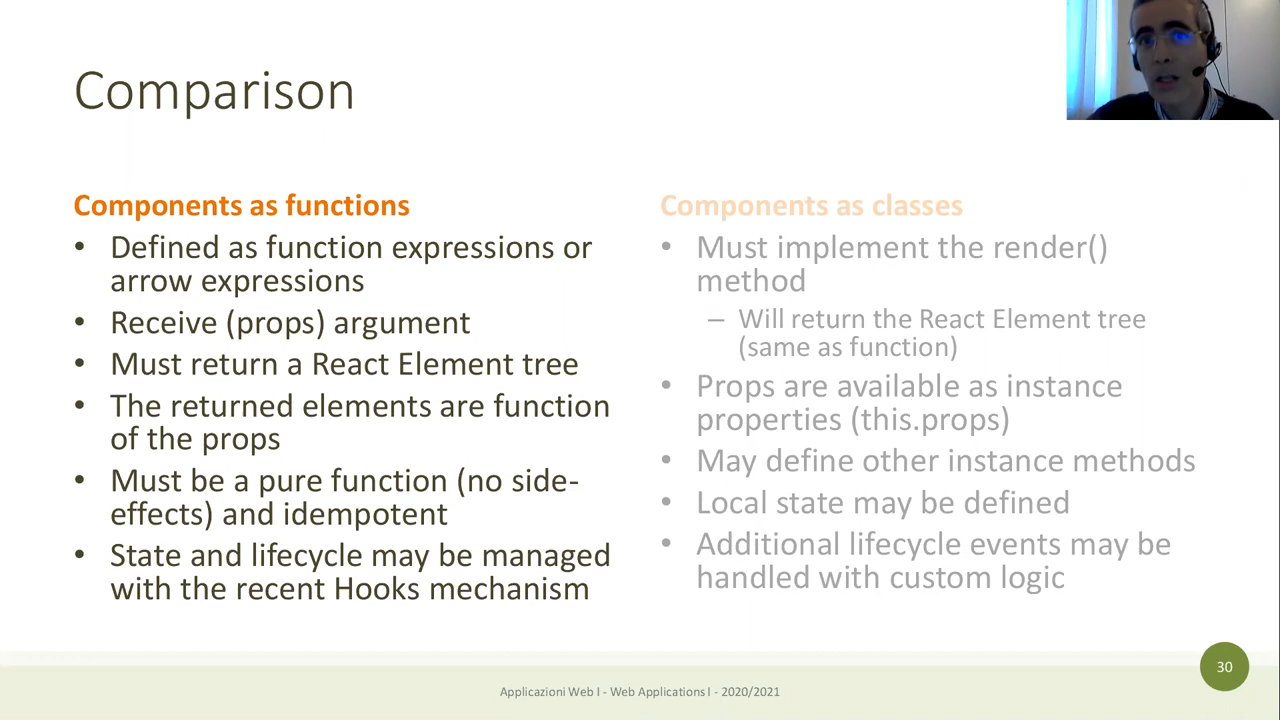 Comparison
Components as functions
• Defined as function expressions or
arrow expressions
• Receive (props) argument
• Must return a React Element tree
• The returned elements are function
of the props
• Must be a pure function (no side-
effects) and idempotent
• State and lifecycle may be managed
with the recent Hooks mechanism
Components as classes
• Must implement the render()
method
– Will return the React Element tree
(same as function)
• Props are available as instance
properties (this.props)
• May define other instance methods
• Local state may be defined
• Additional lifecycle events may be
handled with custom logic
Applicazioni Web I - Web Applications I - 2020/2021
30